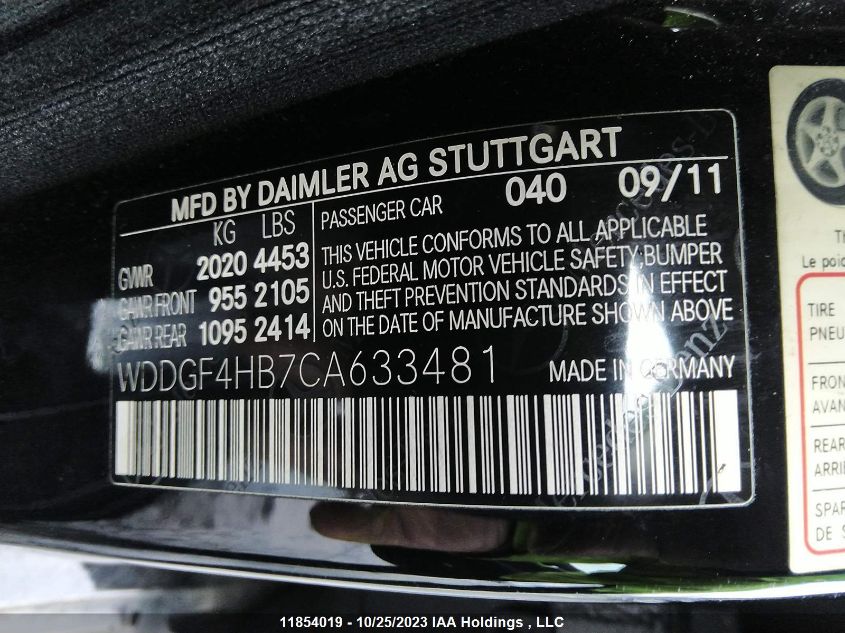 MFD BY DAIMLER AG STUTTGART
KG LBS
GVWR 2020 4453
GAWR FRONT 955 2105
GAWR REAR 1095 2414
PASSENGER CAR 040 09/11
THIS VEHICLE CONFORMS TO ALL APPLICABLE
U.S. FEDERAL MOTOR VEHICLE SAFETY BUMPER
AND THEFT PREVENTION STANDARDS IN EFFECT
ON THE DATE OF MANUFACTURE SHOWN ABOVE
WDDGF4HB7CA633481 MADE IN GERMANY
Le
TIRE
FRON
AVAN
REAR
ARRI
SPAR
DE
11854019 - 10/25/2023 IAA Holdings , LLC